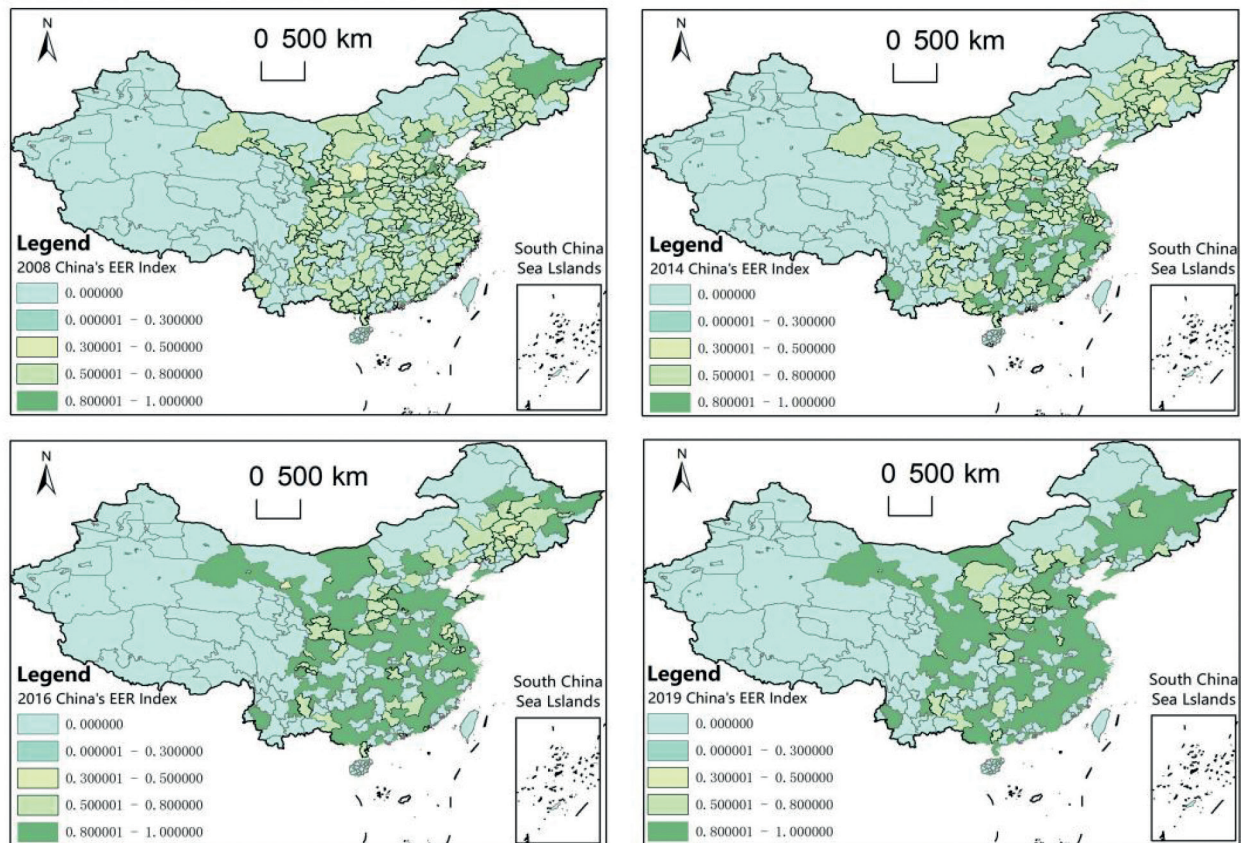 N
0 500 km
Legend
2008 China's EER Index
0.000000
0.000001 - 0.300000
0.300001 - 0.500000
0.500001 - 0.800000
0.800001 - 1.000000
South China
Sea Lslands
N
0 500 km
Legend
2014 China's EER Index
0.000000
0.000001 - 0.300000
0.300001 - 0.500000
0.500001 - 0.800000
0.800001 - 1.000000
South China
Sea Lslands
N
0 500 km
Legend
2016 China's EER Index
0.000000
0.000001 - 0.300000
0.300001 - 0.500000
0.500001 - 0.800000
0.800001 - 1.000000
South China
Sea Lslands
N
0 500 km
Legend
2019 China's EER Index
0.000000
0.000001 - 0.300000
0.300001 - 0.500000
0.500001 - 0.800000
0.800001 - 1.000000
South China
Sea Lslands